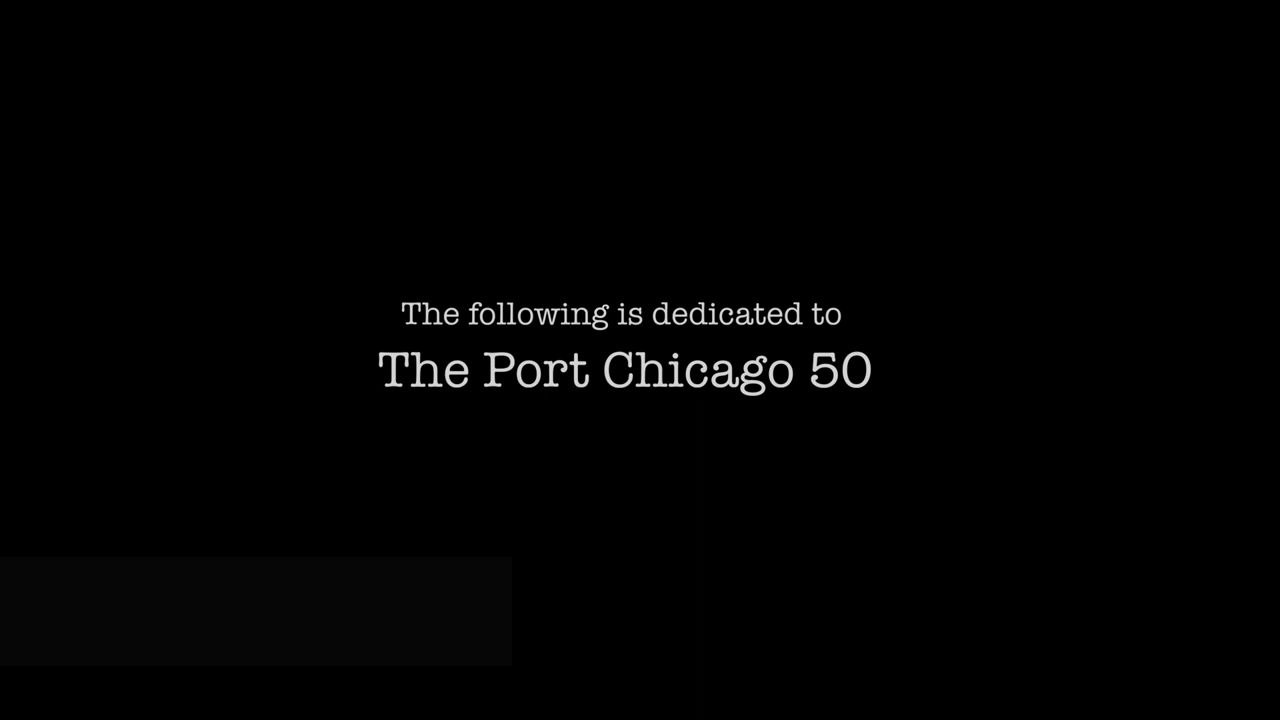 The following is dedicated to
The Port Chicago 50